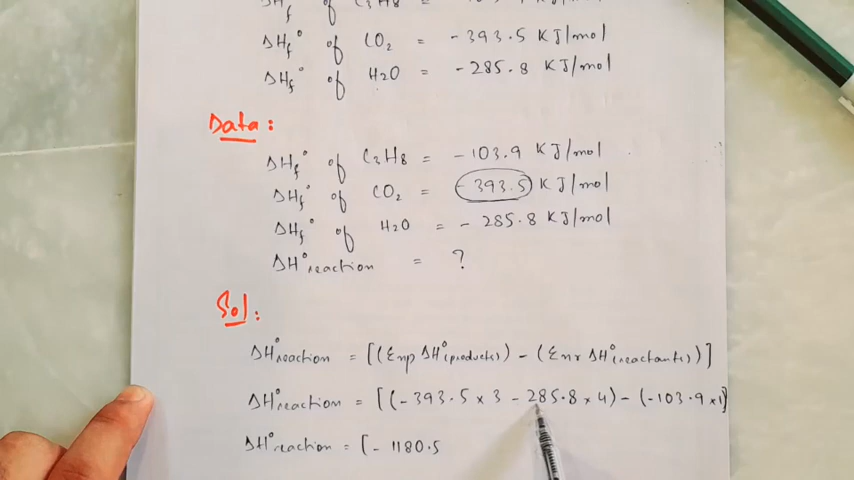 ΔHf° of C3H8 =
ΔHf° of CO2 = -393.5 KJ/mol
ΔHf° of H2O = -285.8 KJ/mol
Data:
ΔHf° of C3H8 = -103.9 KJ/mol
ΔHf° of CO2 = -393.5 KJ/mol
ΔHf° of H2O = -285.8 KJ/mol
ΔH°reaction = ?
Sol:
ΔH°reaction = [(Σnp ΔH°(products) - (Σnr ΔH°(reactants))]
ΔH°reaction = [(-393.5 x 3 - 285.8 x 4) - (-103.9 x 1]
ΔH°reaction = [- 1180.5